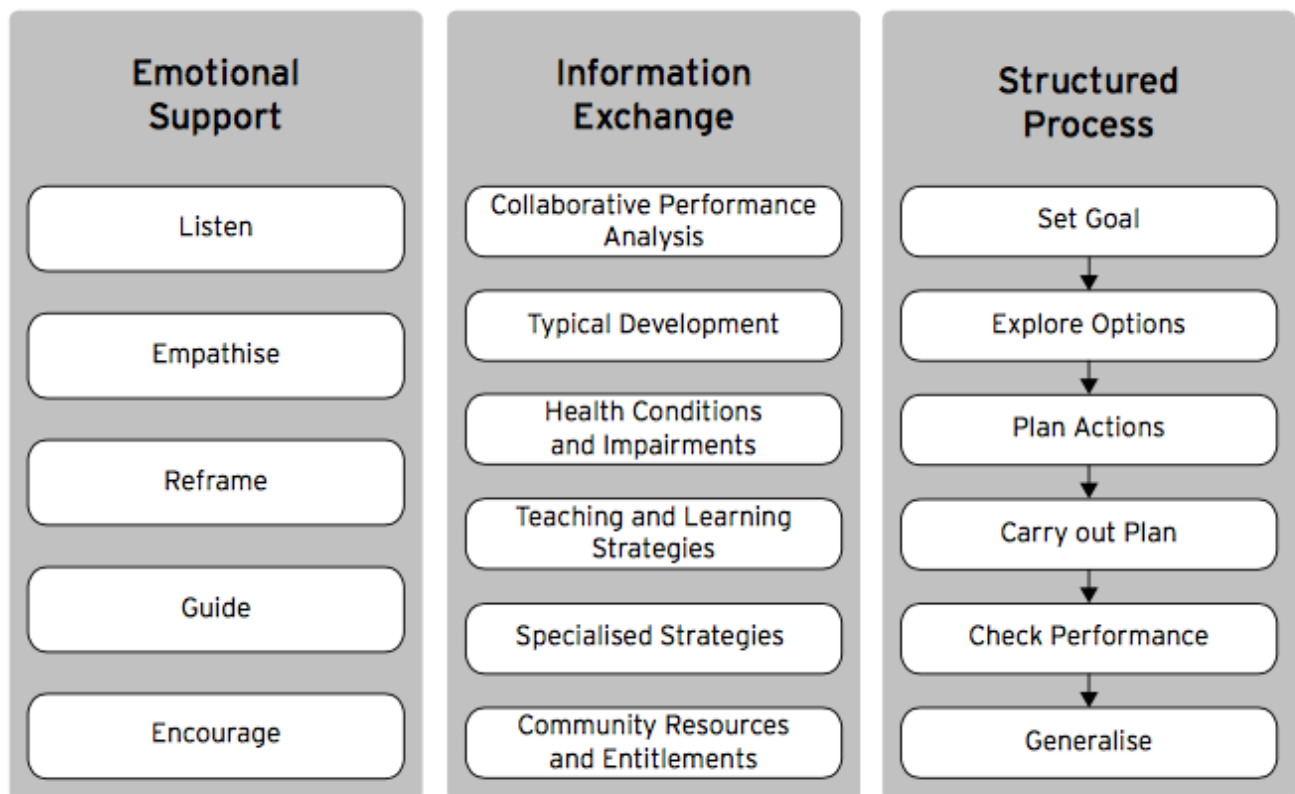 Emotional
Support
Listen
Empathise
Reframe
Guide
Encourage
Information
Exchange
Collaborative Performance
Analysis
Typical Development
Health Conditions
and Impairments
Teaching and Learning
Strategies
Specialised Strategies
Community Resources
and Entitlements
Structured
Process
Set Goal
Explore Options
Plan Actions
Carry out Plan
Check Performance
Generalise